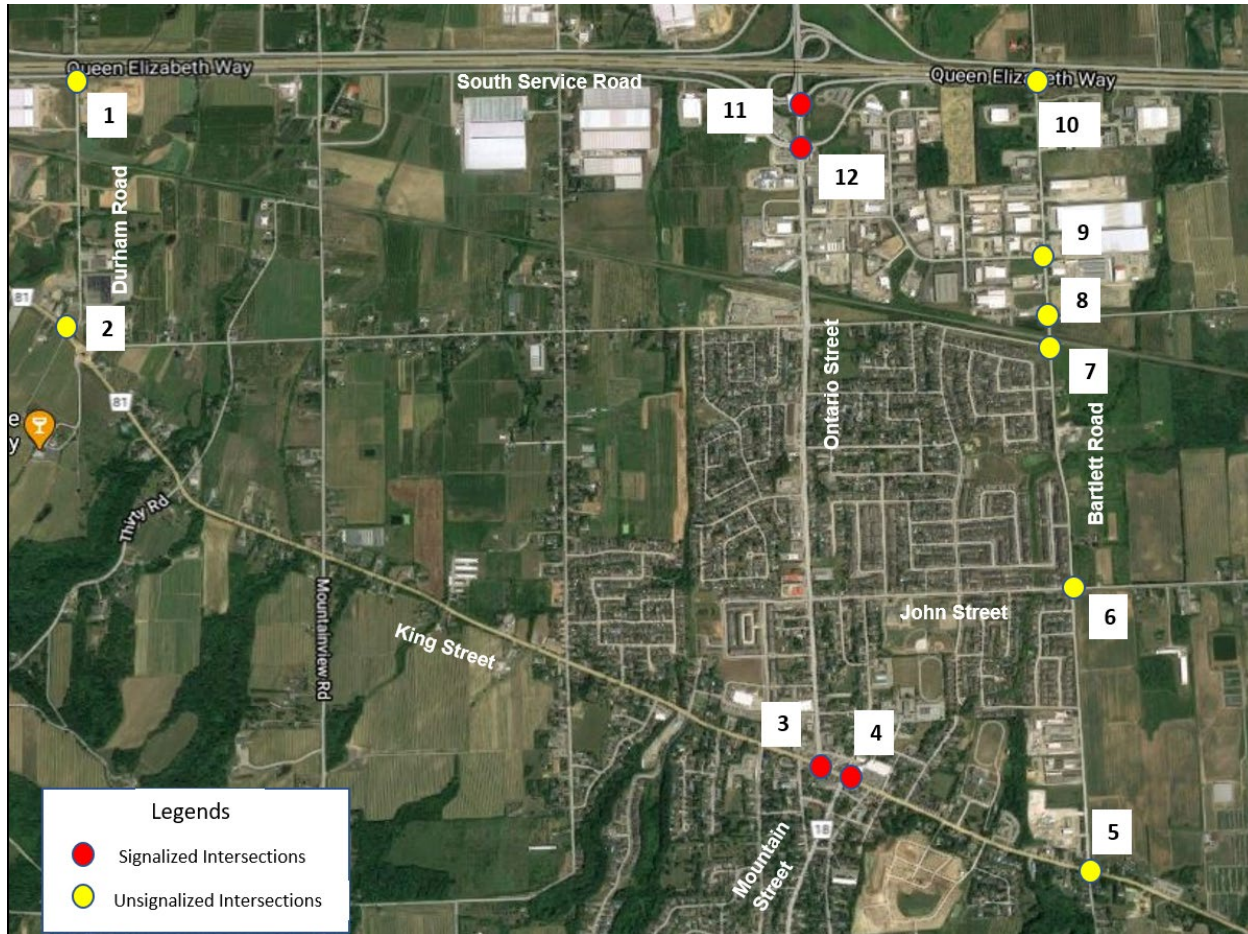 Queen Elizabeth Way
South Service Road
Queen Elizabeth Way
1
11
10
12
Durham Road
9
81
2
8
Ontario Street
7
81
e
y
Bartlett Road
Thirty Rd
Mountainview Rd
John Street
6
King Street
3
4
18
Mountain
Street
5
Legends
Signalized Intersections
Unsignalized Intersections